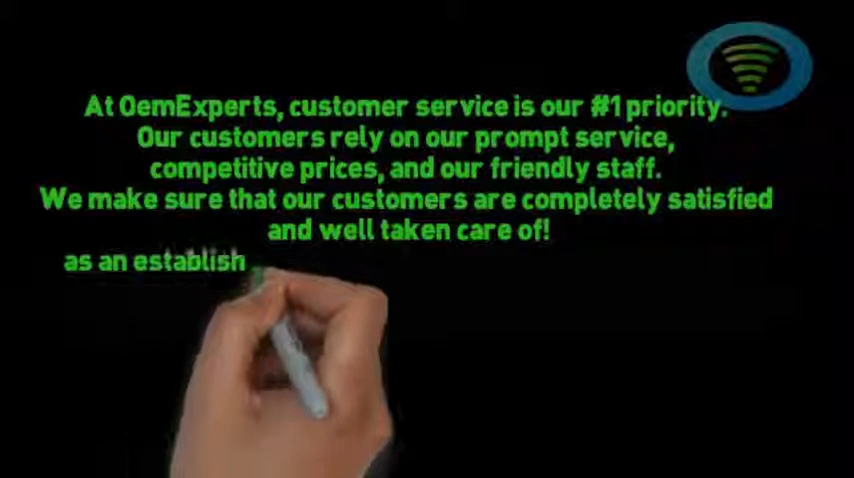 At OemExperts, customer service is our #1 priority.
Our customers rely on our prompt service,
competitive prices, and our friendly staff.
We make sure that our customers are completely satisfied
and well taken care of!
as an establish